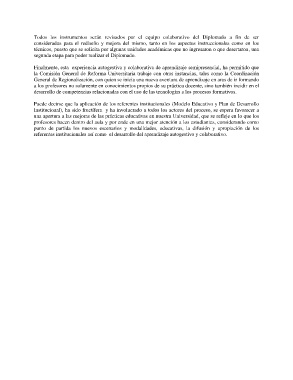 Todos los instrumentos serán revisados por el equipo colaborativo del Diplomado a fin de ser
consideradas para el rediseño y mejora del mismo, tanto en los aspectos instruccionales como en los
técnicos, puesto que se solicita por algunas unidades académicas que no ingresaron o que desertaron, una
segunda etapa para poder realizar el Diplomado.
Finalmente, esta experiencia autogestiva y colaborativa de aprendizaje semipresencial, ha permitido que
la Comisión General de Reforma Universitaria trabaje con otras instancias, tales como la Coordinación
General de Regionalización, con quien se inicia una nueva aventura de aprendizaje en aras de ir formando
a los profesores no solamente en conocimientos propios de su práctica docente, sino también incidir en el
desarrollo de competencias relacionadas con el uso de las tecnologías a los procesos formativos.
Puede decirse que la aplicación de los referentes institucionales (Modelo Educativo y Plan de Desarrollo
Institucional), ha sido fructífera y ha involucrado a todos los actores del proceso, se espera favorecer a
una apertura a las mejoras de las prácticas educativas en nuestra Universidad, que se refleje en lo que los
profesores hacen dentro del aula y por ende en una mejor atención a los estudiantes, considerando como
punto de partida los nuevos escenarios y modalidades, educativas, la difusión y apropiación de los
referentes institucionales así como el desarrollo del aprendizaje autogestivo y colaborativo.